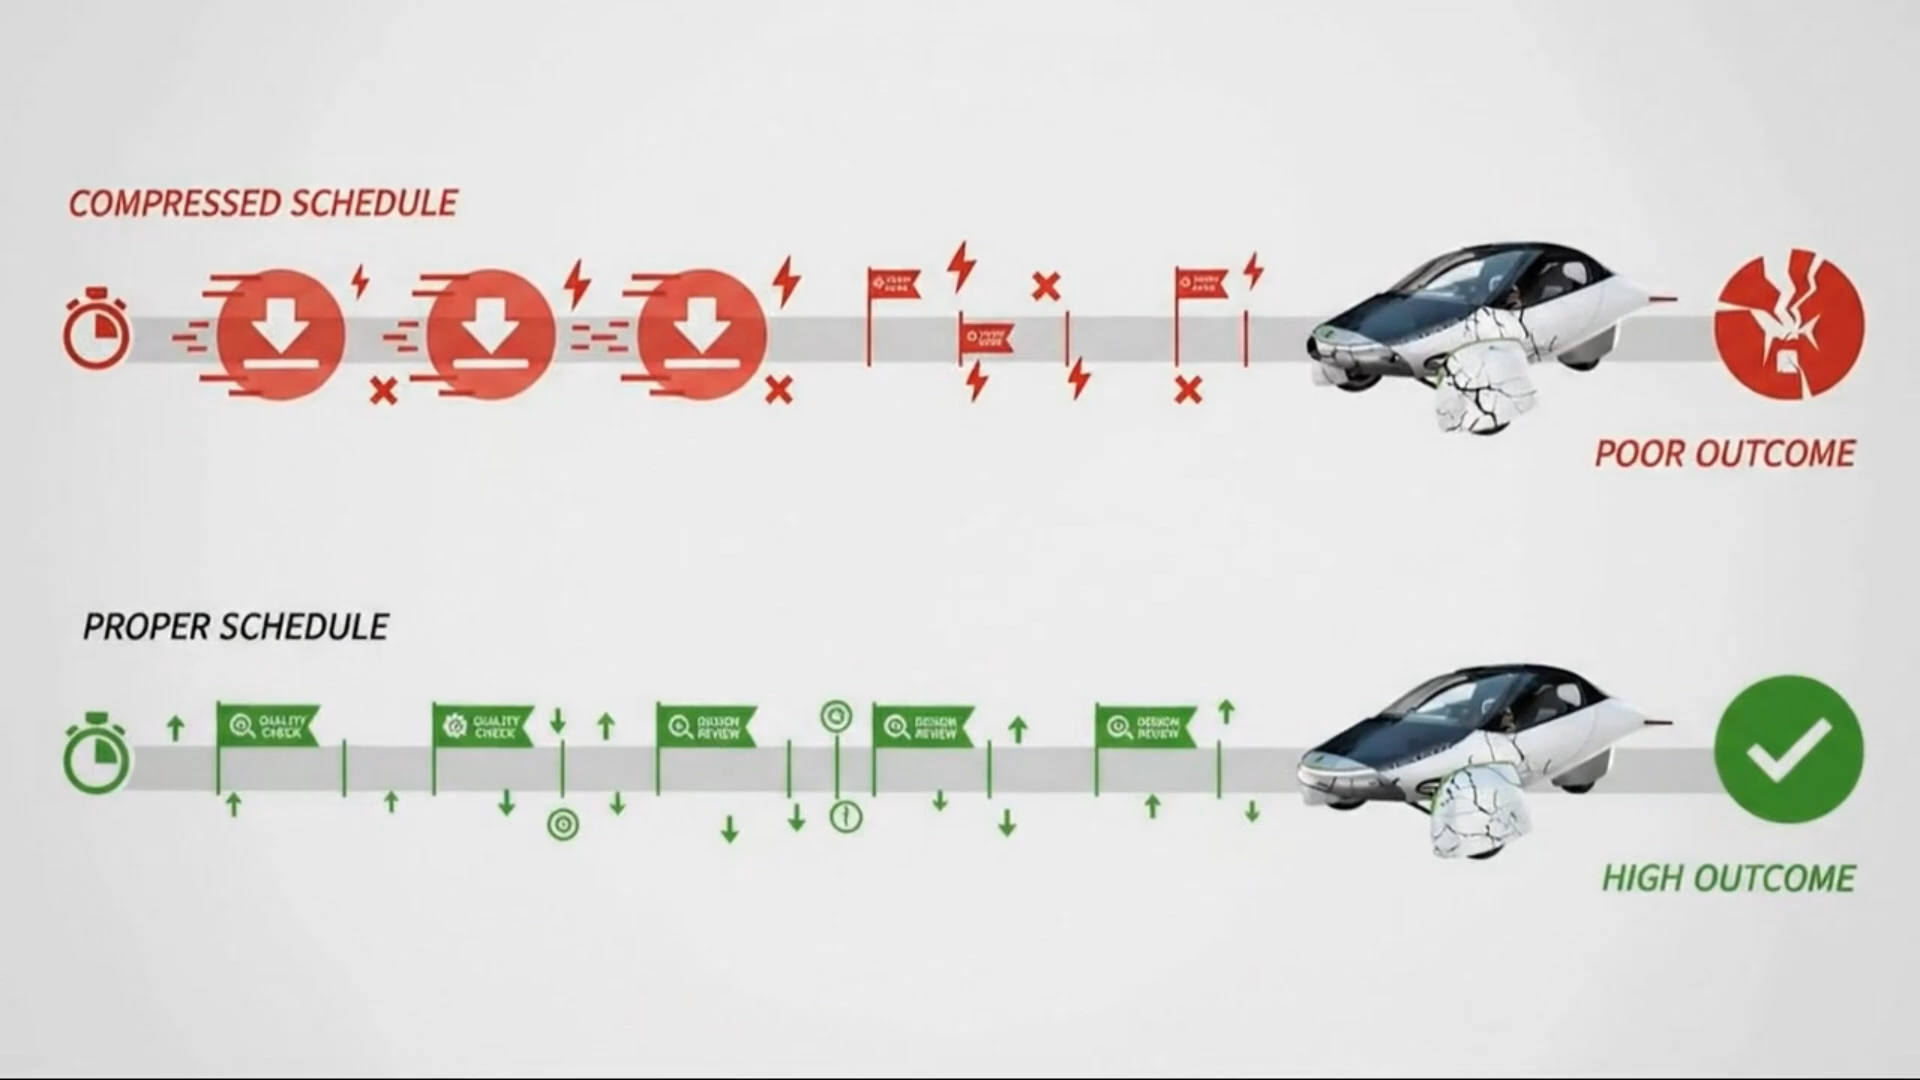 COMPRESSED SCHEDULE
POOR OUTCOME
PROPER SCHEDULE
QUALITY
CHECK
QUALITY
CHECK
DESIGN
REVIEW
DESIGN
REVIEW
DESIGN
REVIEW
HIGH OUTCOME